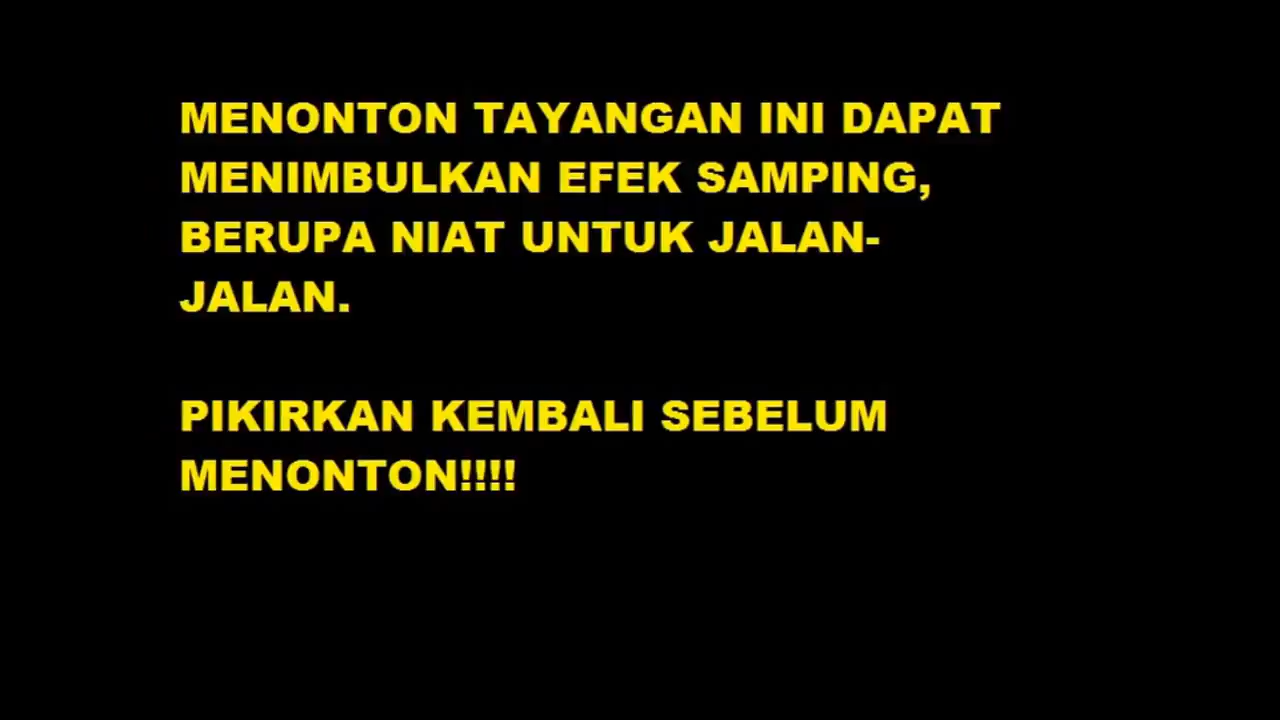 MENONTON TAYANGAN INI DAPAT
MENIMBULKAN EFEK SAMPING,
BERUPA NIAT UNTUK JALAN-
JALAN.
PIKIRKAN KEMBALI SEBELUM
MENONTON!!!!